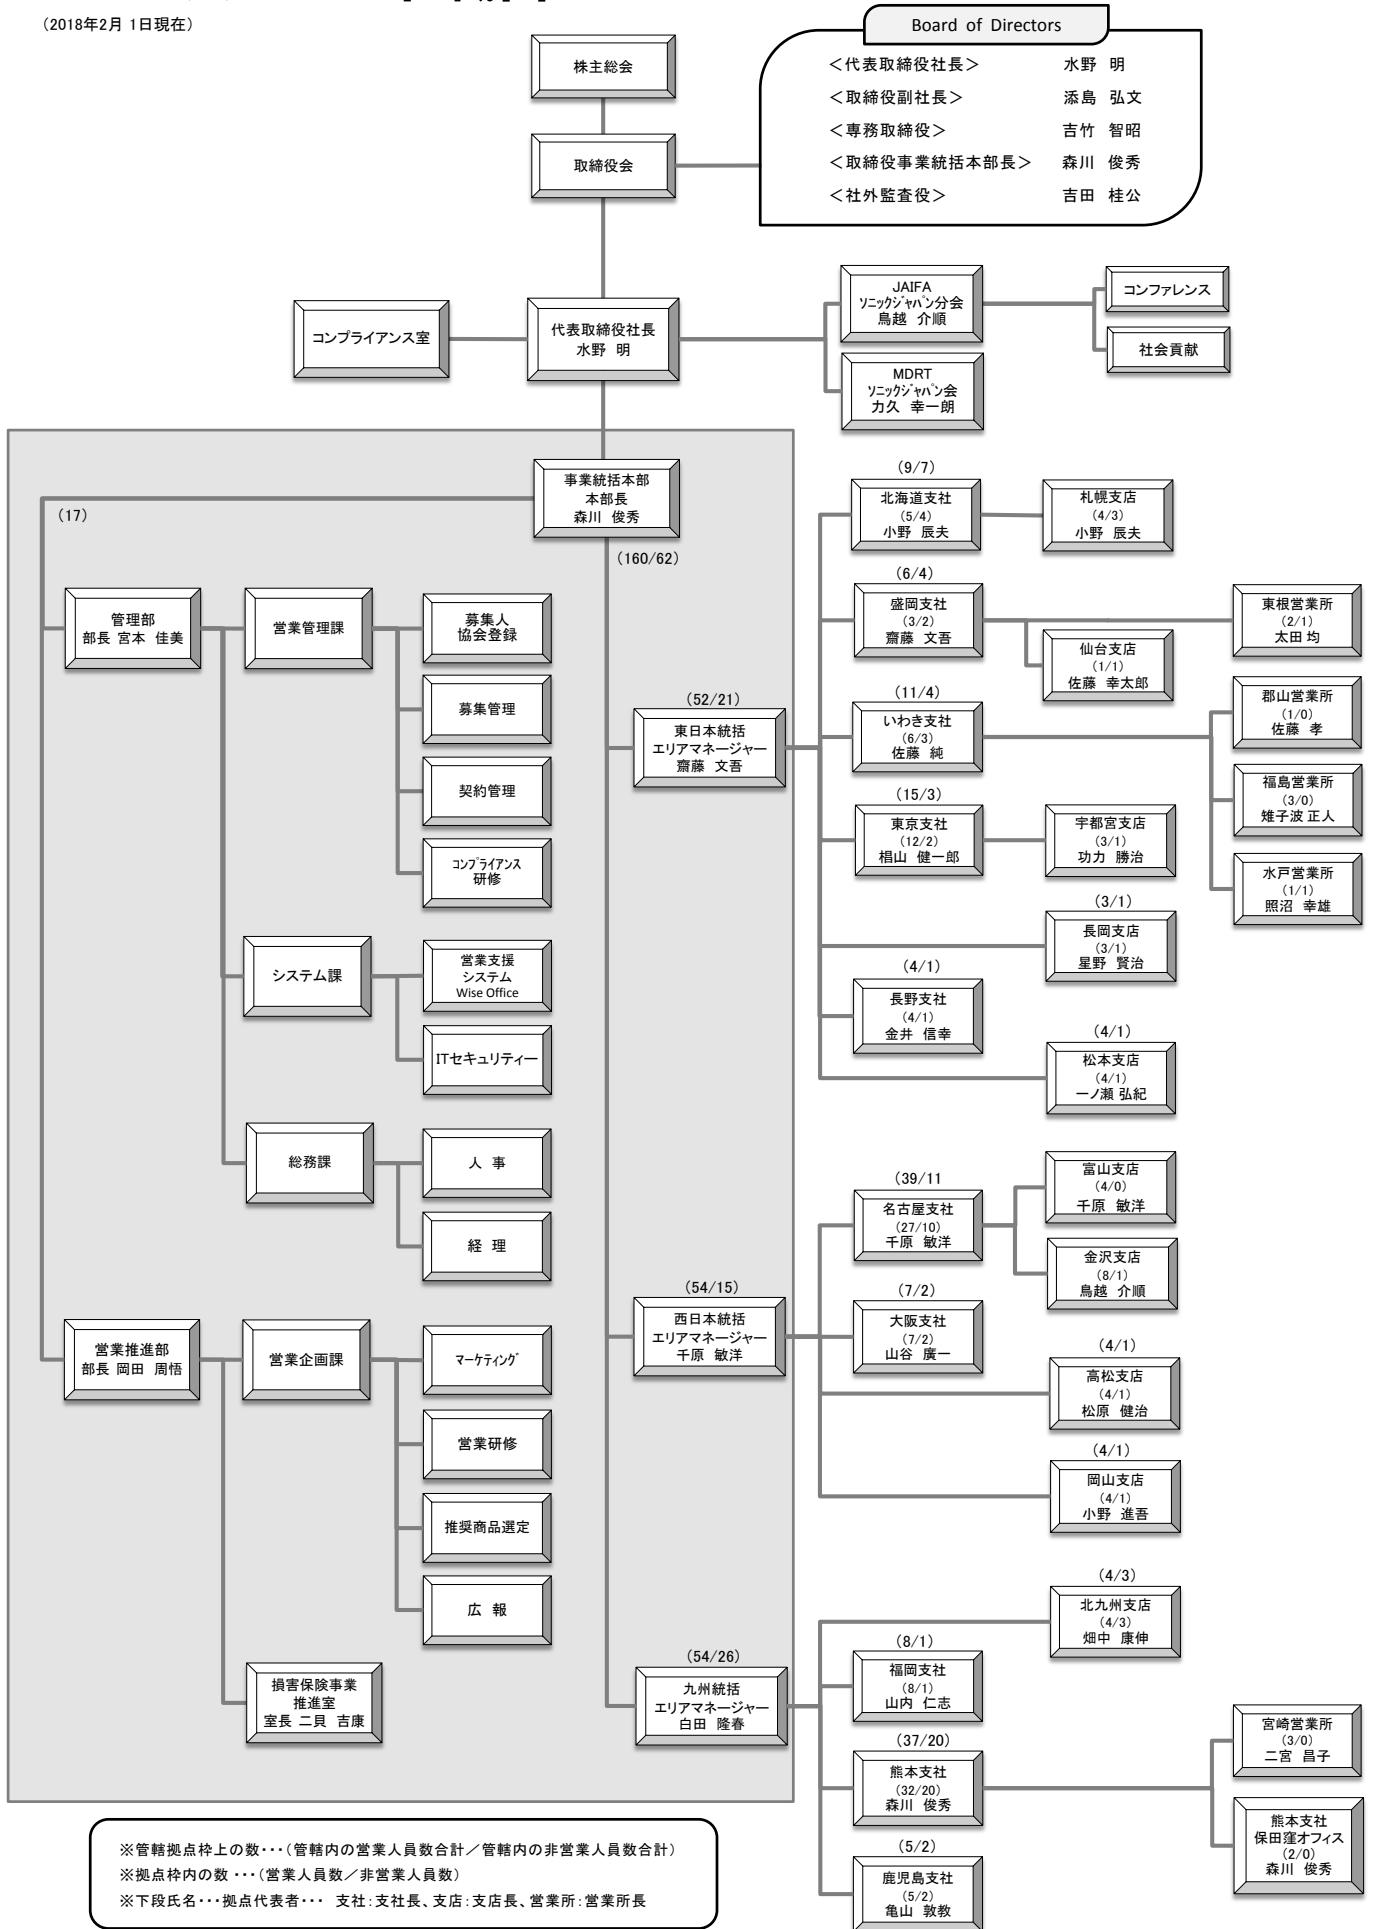 (2018年2月 1日現在)
Board of Directors
<代表取締役社長> 水野 明
<取締役副社長> 添島 弘文
<専務取締役> 吉竹 智昭
<取締役事業統括本部長> 森川 俊秀
<社外監査役> 吉田 桂公
株主総会
取締役会
コンプライアンス室
代表取締役社長
水野 明
JAIFA
ソニックジャパン分会
鳥越 介順
MDRT
ソニックジャパン会
力久 幸一朗
コンファレンス
社会貢献
事業統括本部
本部長
森川 俊秀
(17)
(160/62)
管理部
部長 宮本 佳美
営業管理課
募集人
協会登録
募集管理
契約管理
コンプライアンス
研修
システム課
営業支援
システム
Wise Office
ITセキュリティー
総務課
人 事
経 理
営業推進部
部長 岡田 周悟
営業企画課
マーケティング
営業研修
推奨商品選定
広 報
損害保険事業
推進室
室長 二貝 吉康
(52/21)
東日本統括
エリアマネージャー
齋藤 文吾
(9/7)
北海道支社
(5/4)
小野 辰夫
札幌支店
(4/3)
小野 辰夫
(6/4)
盛岡支社
(3/2)
齋藤 文吾
仙台支店
(1/1)
佐藤 幸太郎
東根営業所
(2/1)
太田 均
(11/4)
いわき支社
(6/3)
佐藤 純
郡山営業所
(1/0)
佐藤 孝
福島営業所
(3/0)
雉子波 正人
水戸営業所
(1/1)
照沼 幸雄
(15/3)
東京支社
(12/2)
椙山 健一郎
宇都宮支店
(3/1)
功力 勝治
(3/1)
長岡支店
(3/1)
星野 賢治
(4/1)
長野支社
(4/1)
金井 信幸
(4/1)
松本支店
(4/1)
一ノ瀬 弘紀
(54/15)
西日本統括
エリアマネージャー
千原 敏洋
(39/11
名古屋支社
(27/10)
千原 敏洋
富山支店
(4/0)
千原 敏洋
金沢支店
(8/1)
鳥越 介順
(7/2)
大阪支社
(7/2)
山谷 廣一
(4/1)
高松支店
(4/1)
松原 健治
(4/1)
岡山支店
(4/1)
小野 進吾
(54/26)
九州統括
エリアマネージャー
白田 隆春
(4/3)
北九州支店
(4/3)
畑中 康伸
(8/1)
福岡支社
(8/1)
山内 仁志
(37/20)
熊本支社
(32/20)
森川 俊秀
宮崎営業所
(3/0)
二宮 昌子
熊本支社
保田窪オフィス
(2/0)
森川 俊秀
(5/2)
鹿児島支社
(5/2)
亀山 敦教
※管轄拠点枠上の数・・・(管轄内の営業人員数合計/管轄内の非営業人員数合計)
※拠点枠内の数 ・・・(営業人員数/非営業人員数)
※下段氏名・・・拠点代表者・・・ 支社:支社長、支店:支店長、営業所:営業所長